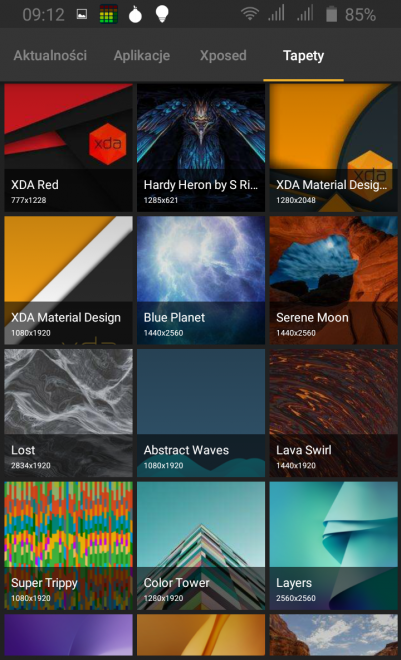 09:12
85%
Aktualności Aplikacje Xposed Tapety
xda
xda
XDA Red
777x1228
Hardy Heron by S Ri...
1285x621
XDA Material Desig...
1280x2048
XDA Material Design
1080x1920
xda
Blue Planet
1440x2560
Serene Moon
1440x2560
Lost
2834x1920
Abstract Waves
1080x1920
Lava Swirl
1440x1920
Super Trippy
1080x1920
Color Tower
1280x1920
Layers
2560x2560